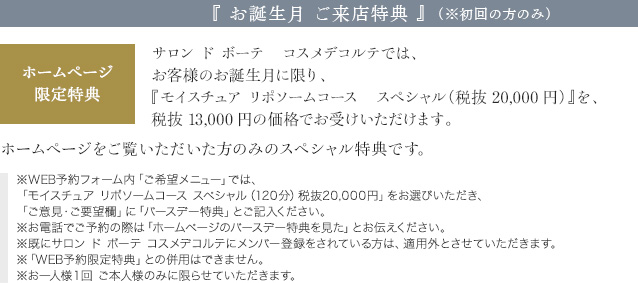 『 お誕生月 ご来店特典 』（※初回の方のみ）
ホームページ
限定特典
サロン ド ボーテ　コスメデコルテでは、
お客様のお誕生月に限り、
『モイスチュア リポソームコース　スペシャル（税抜 20,000 円）』を、
税抜 13,000 円の価格でお受けいただけます。
ホームページをご覧いただいた方のみのスペシャル特典です。
※WEB予約フォーム内「ご希望メニュー」では、
「モイスチュア リポソームコース スペシャル（120分）税抜20,000円」をお選びいただき、
「ご意見・ご要望欄」に「バースデー特典」とご記入ください。
※お電話でご予約の際は「ホームページのバースデー特典を見た」とお伝えください。
※既にサロン ド ボーテ コスメデコルテにメンバー登録をされている方は、適用外とさせていただきます。
※「WEB予約限定特典」との併用はできません。
※お一人様1回 ご本人様のみに限らせていただきます。